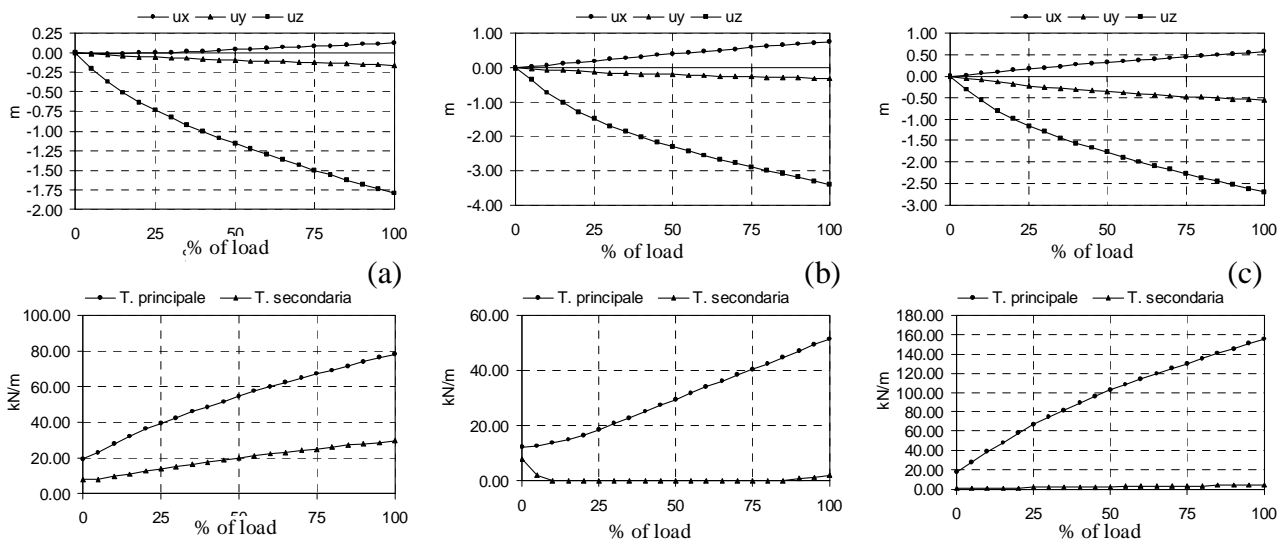 ux uy uz
ux uy uz
ux uy uz
0.25
0.00
-0.25
-0.50
-0.75
-1.00
-1.25
-1.50
-1.75
-2.00
m
0 25 50 75 100
% of load
(a)
1.00
0.00
-1.00
-2.00
-3.00
-4.00
m
0 25 50 75 100
% of load
(b)
1.00
0.50
0.00
-0.50
-1.00
-1.50
-2.00
-2.50
-3.00
m
0 25 50 75 100
% of load
(c)
T. principale T. secondaria
100.00
80.00
60.00
40.00
20.00
0.00
kN/m
0 25 50 75 100
% of load
T. principale T. secondaria
60.00
40.00
20.00
0.00
kN/m
0 25 50 75 100
% of load
T. principale T. secondaria
180.00
160.00
140.00
120.00
100.00
80.00
60.00
40.00
20.00
0.00
kN/m
0 25 50 75 100
% of load